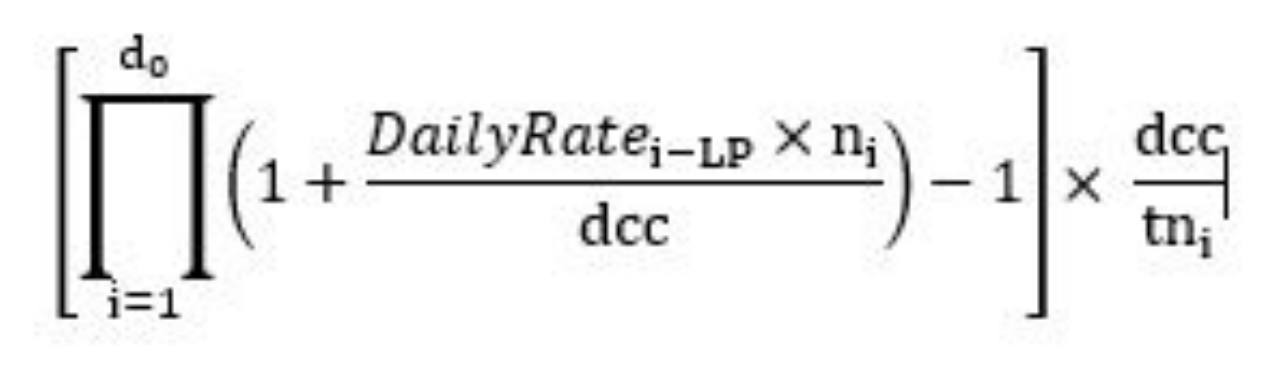 [∏_{i=1}^{d₀} (1 + (DailyRate_{i−LP} × n_i) / dcc) − 1] × dcc / tn_i